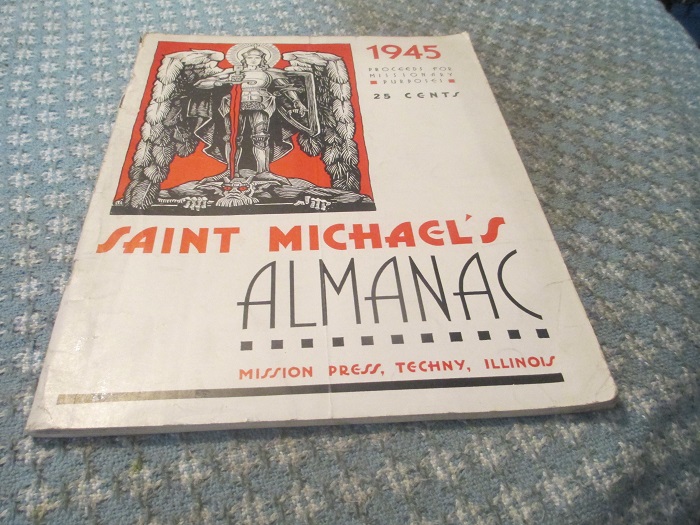 1945
PROCEEDS FOR
MISSIONARY
PURPOSES
25 CENTS
SAINT MICHAEL'S
ALMANAC
MISSION PRESS, TECHNY, ILLINOIS